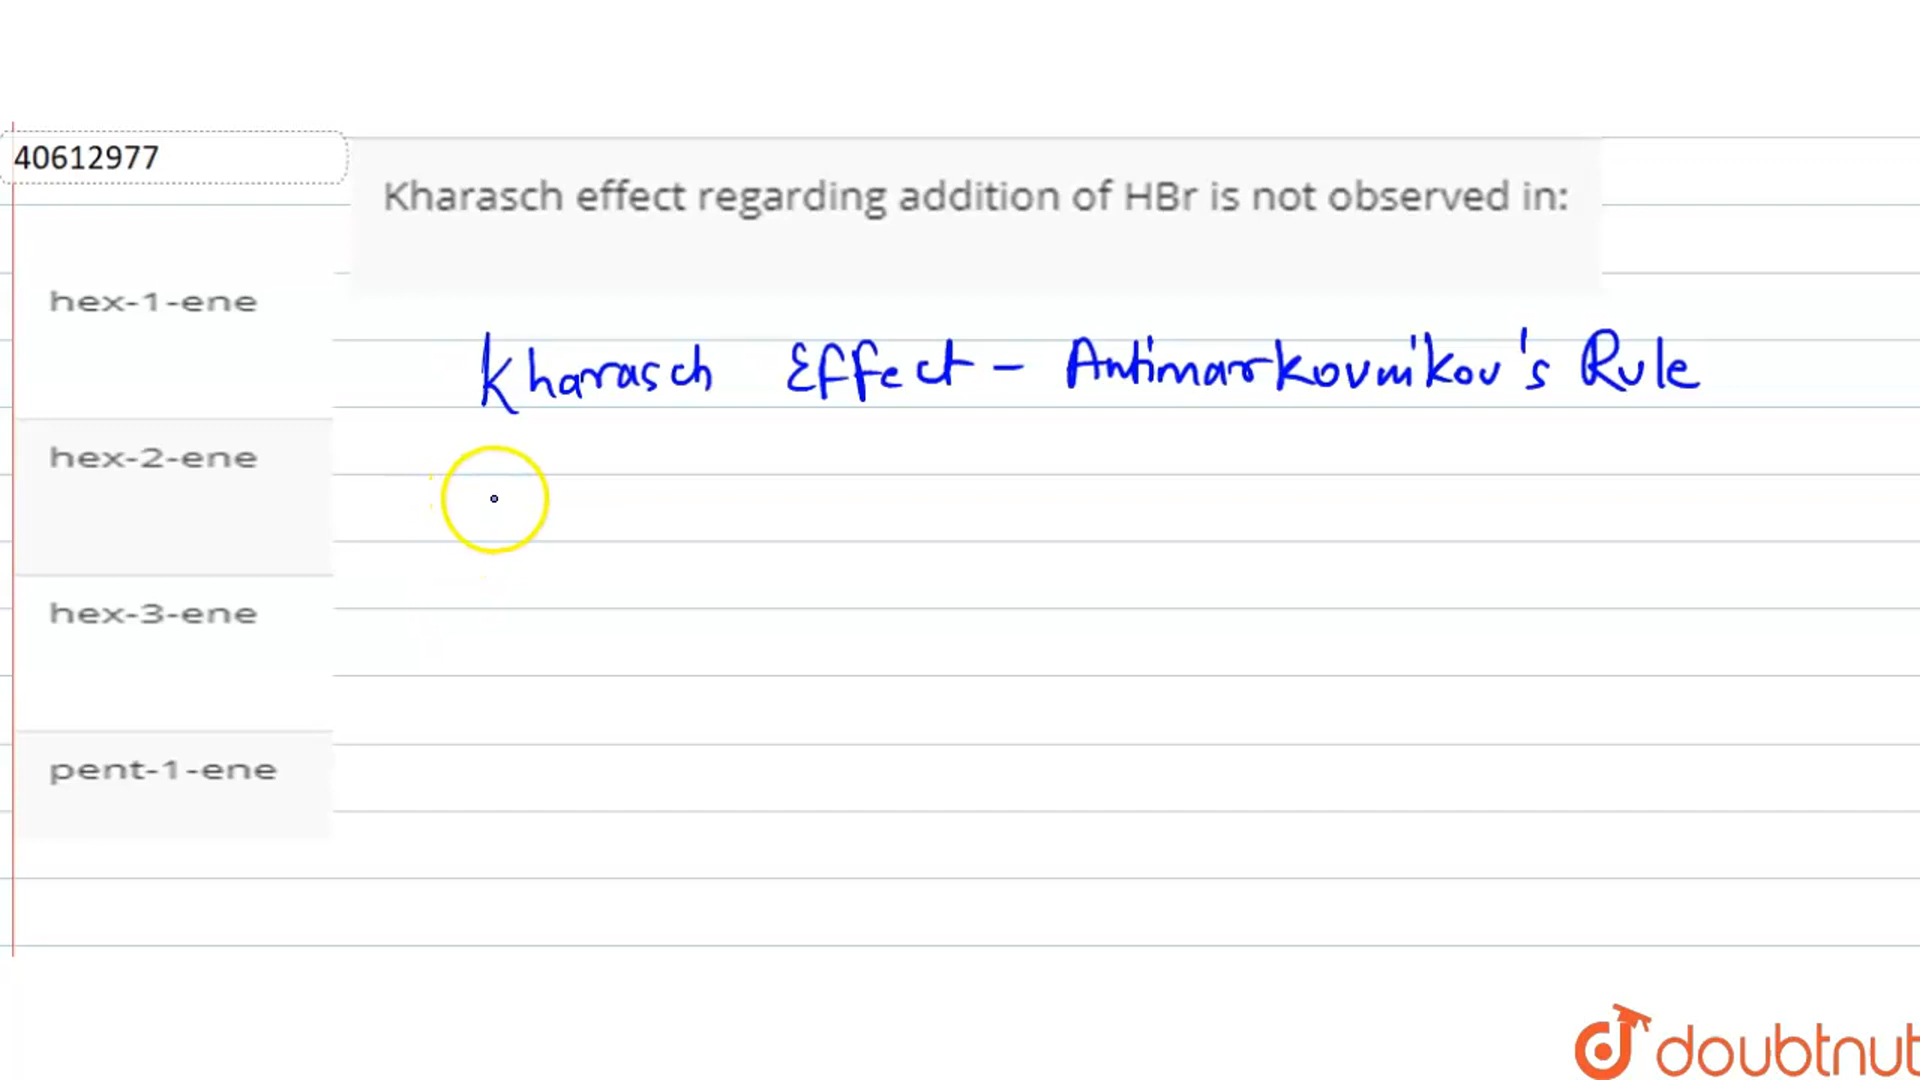 40612977
Kharasch effect regarding addition of HBr is not observed in:
hex-1-ene
Kharasch Effect - Antimarkovnikov's Rule
hex-2-ene
hex-3-ene
pent-1-ene
doubtnut